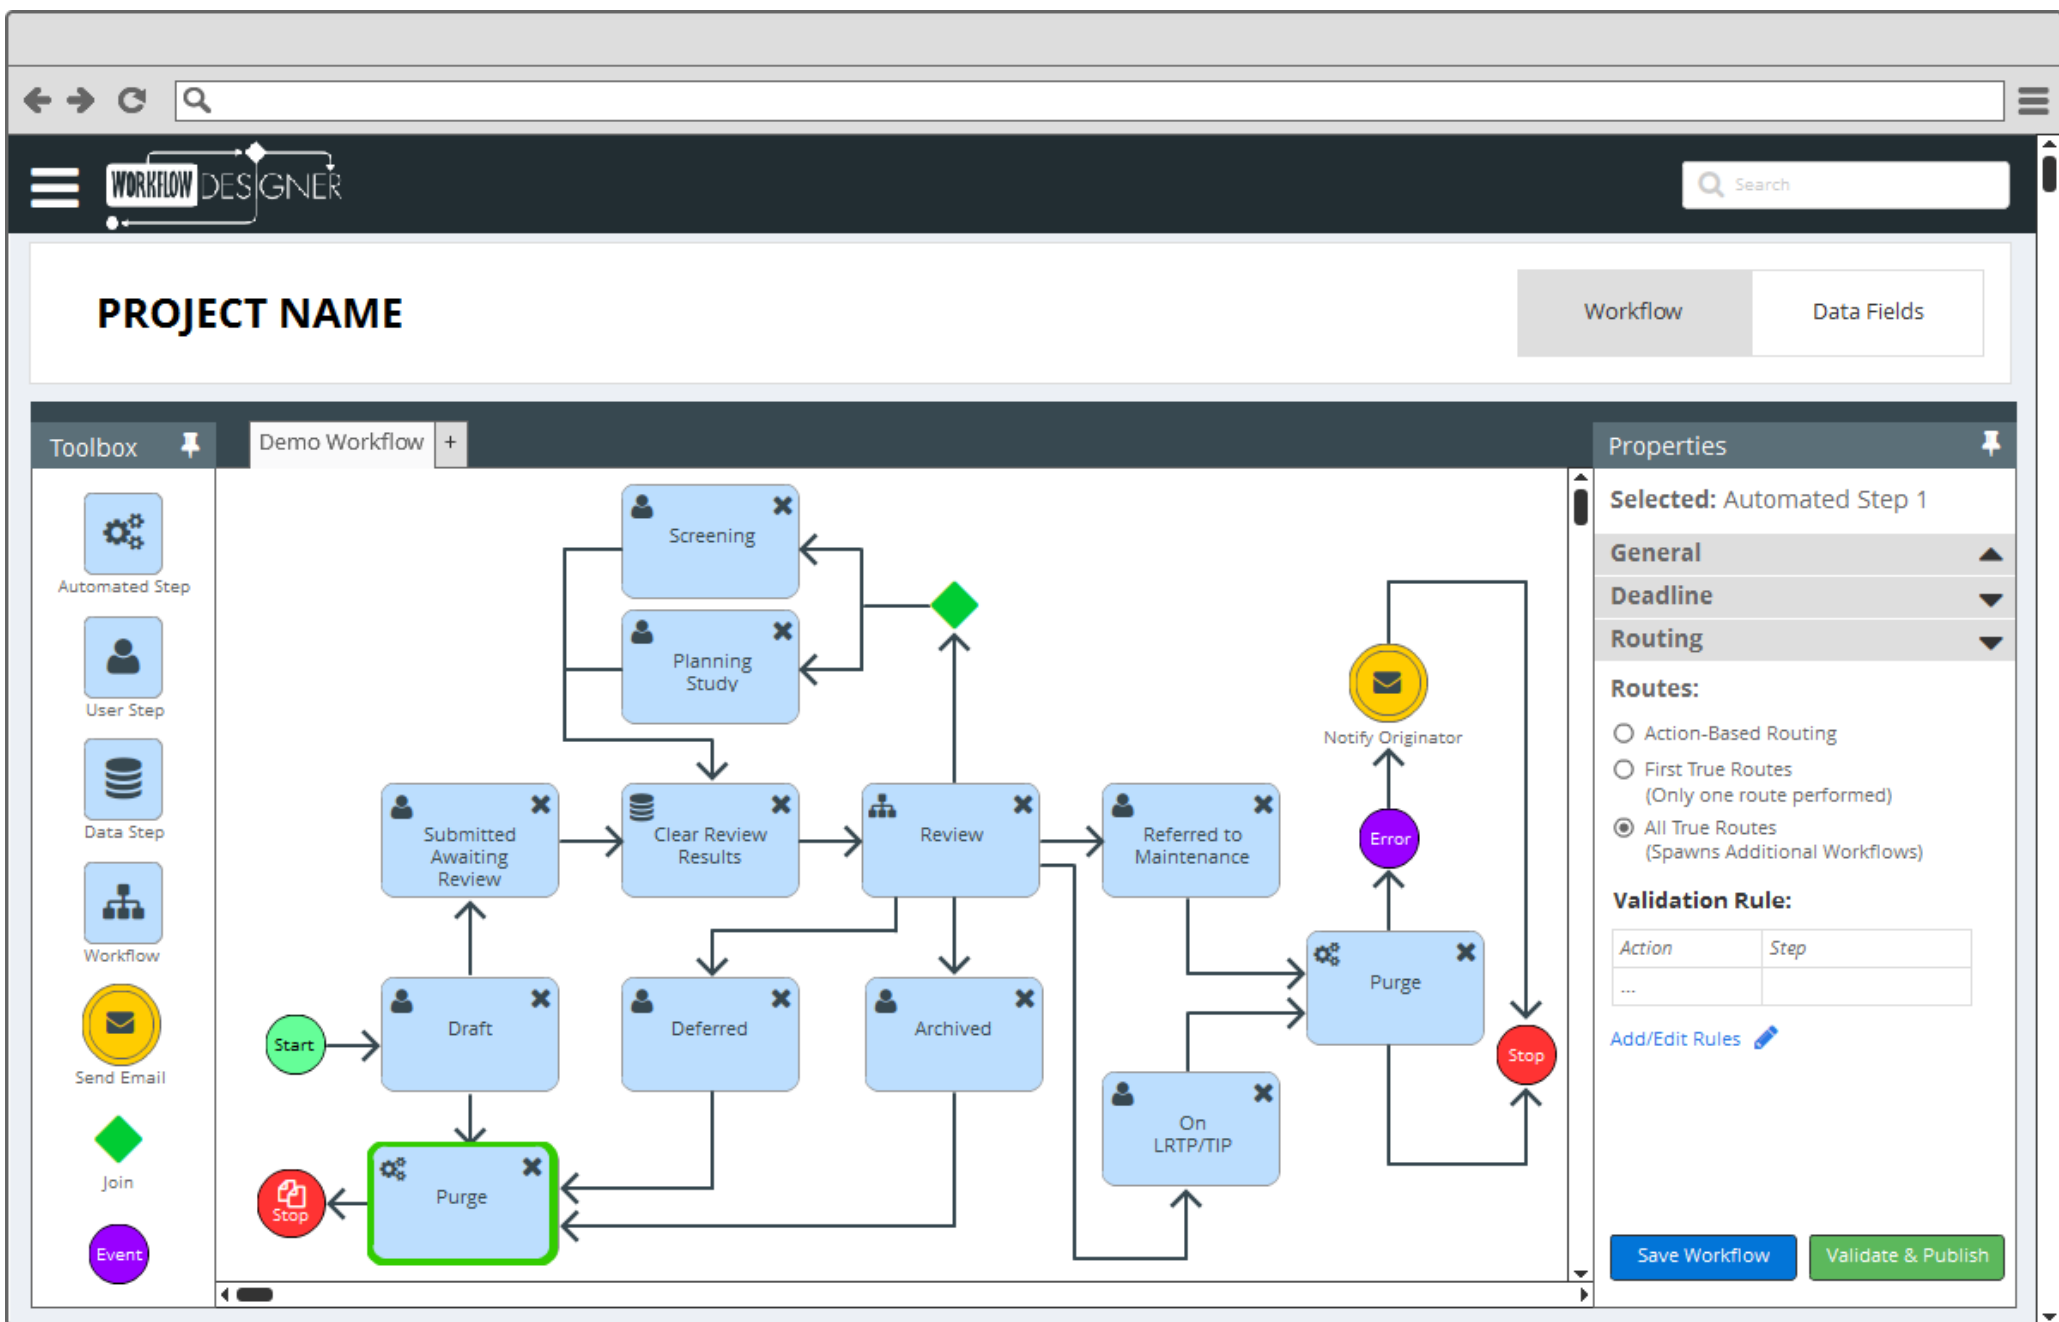 WORKFLOW DESIGNER
Search
PROJECT NAME
Workflow
Data Fields
Toolbox
Demo Workflow
+
Properties
Automated Step
User Step
Data Step
Workflow
Send Email
Join
Event
Screening
Planning
Study
Notify Originator
Submitted
Awaiting
Review
Clear Review
Results
Review
Referred to
Maintenance
Error
Purge
Start
Draft
Deferred
Archived
Stop
On
LRTP/TIP
Stop
Purge
Selected: Automated Step 1
General
Deadline
Routing
Routes:
Action-Based Routing
First True Routes
(Only one route performed)
All True Routes
(Spawns Additional Workflows)
Validation Rule:
Action
Step
...
Add/Edit Rules
Save Workflow
Validate & Publish